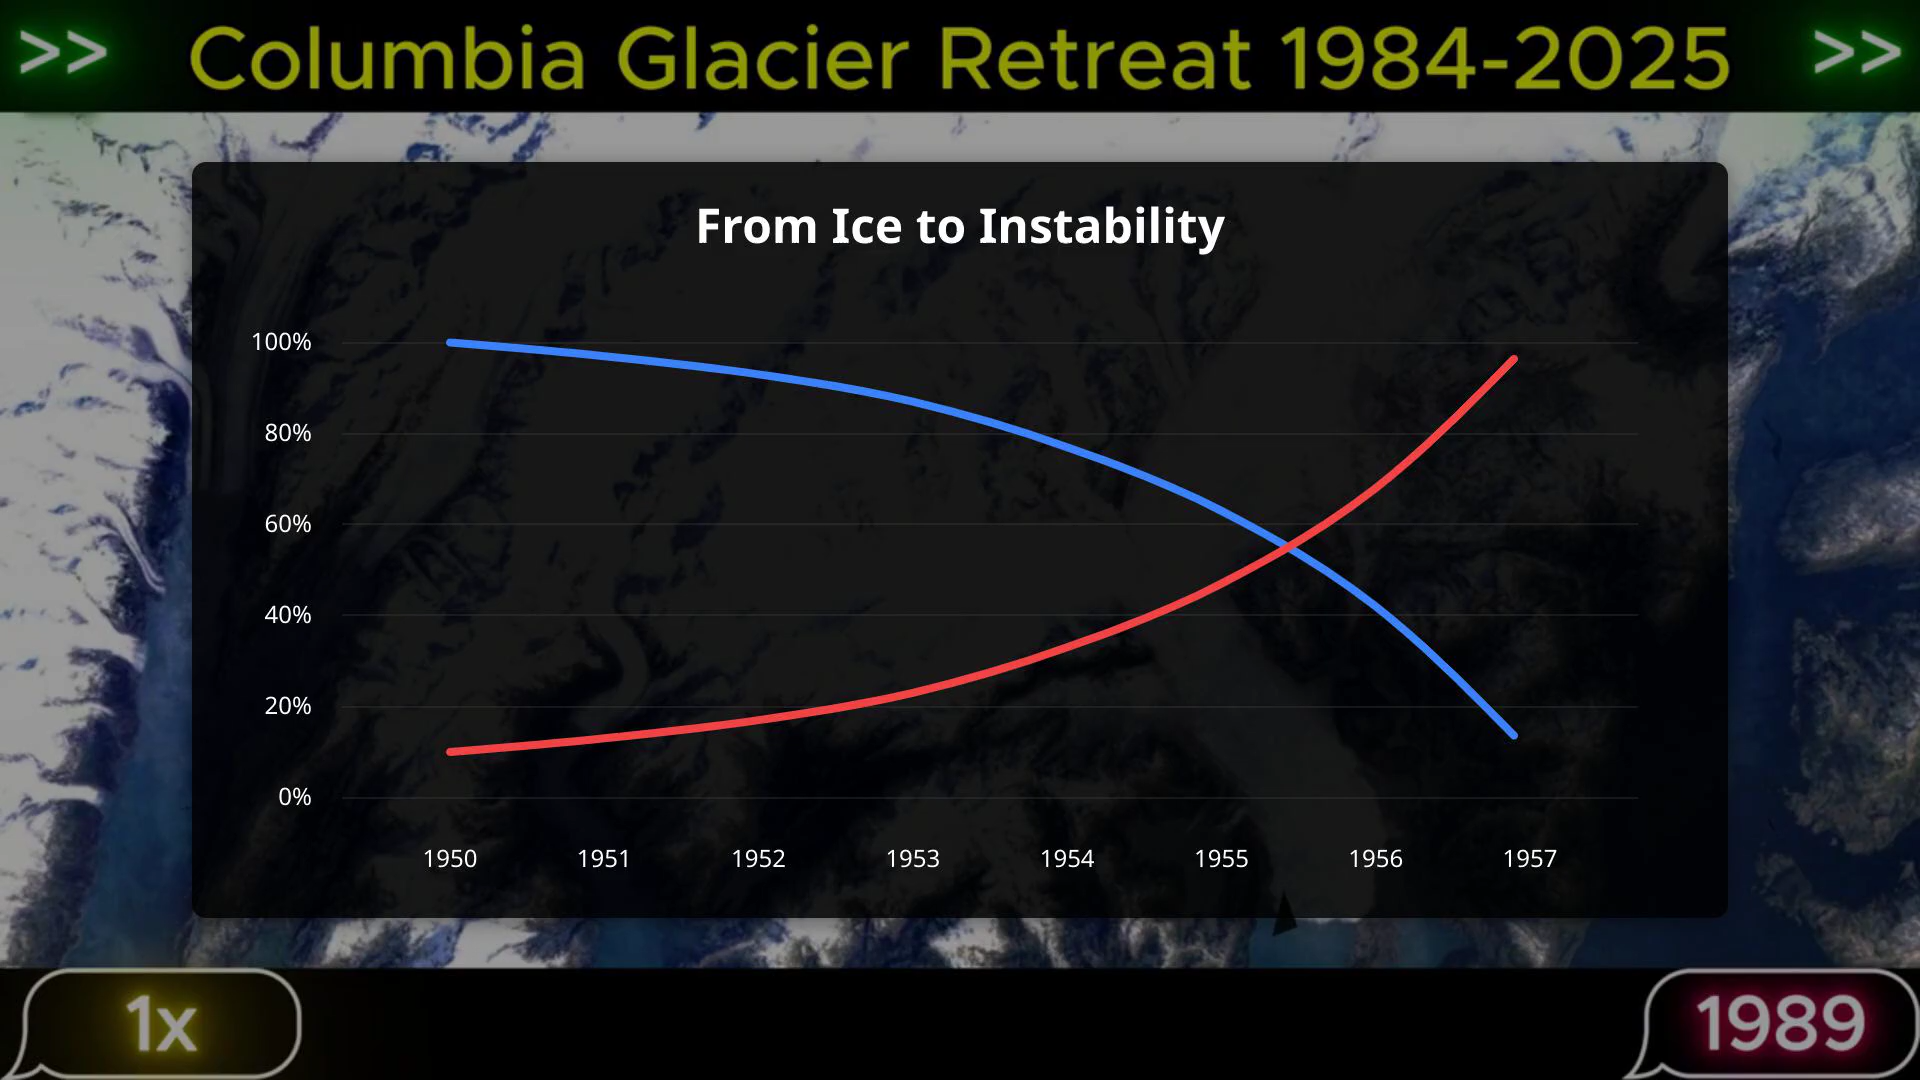 >> Columbia Glacier Retreat 1984-2025 >>
From Ice to Instability
100%
80%
60%
40%
20%
0%
1950 1951 1952 1953 1954 1955 1956 1957
1x
1989